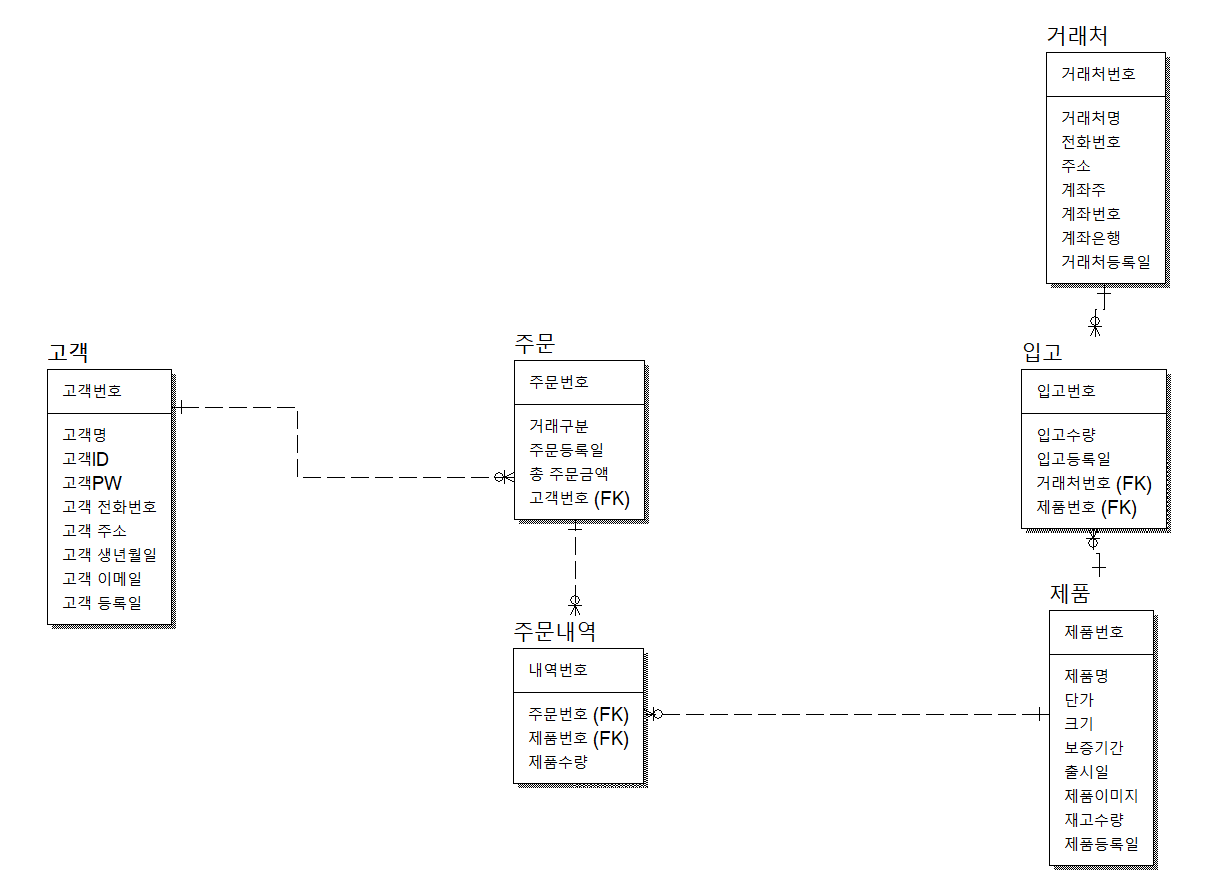 거래처
거래처번호
거래처명
전화번호
주소
계좌주
계좌번호
계좌은행
거래처등록일
고객
고객번호
고객명
고객ID
고객PW
고객 전화번호
고객 주소
고객 생년월일
고객 이메일
고객 등록일
주문
주문번호
거래구분
주문등록일
총 주문금액
고객번호 (FK)
입고
입고번호
입고수량
입고등록일
거래처번호 (FK)
제품번호 (FK)
주문내역
내역번호
주문번호 (FK)
제품번호 (FK)
제품수량
제품
제품번호
제품명
단가
크기
보증기간
출시일
제품이미지
재고수량
제품등록일